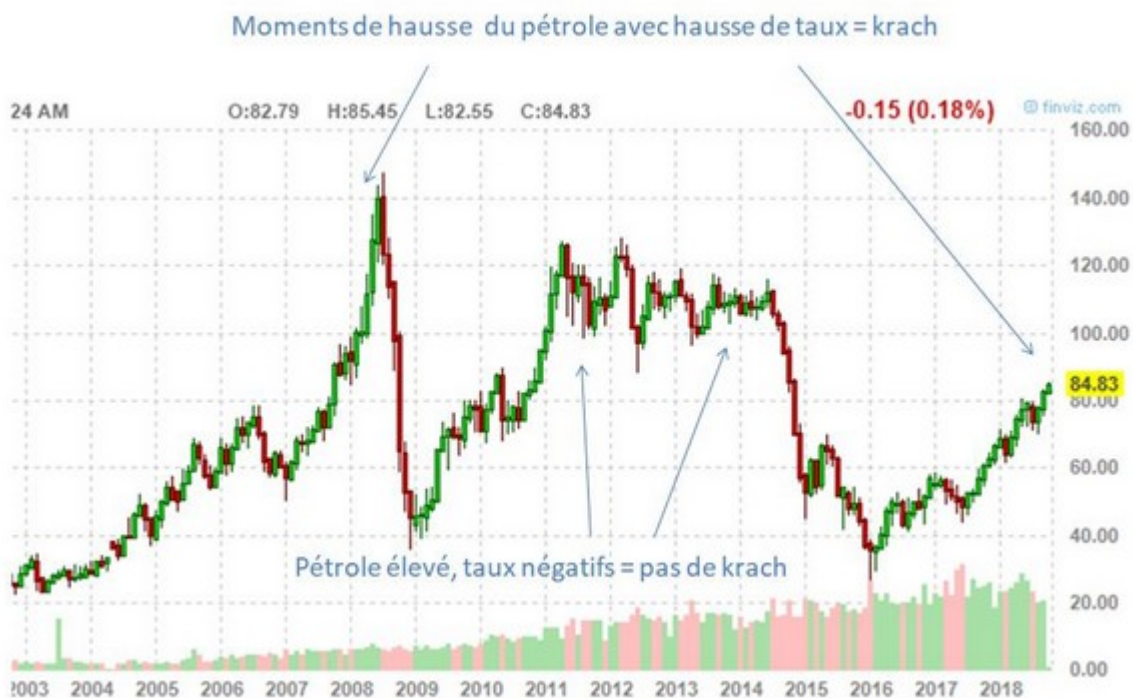 Moments de hausse du pétrole avec hausse de taux = krach
24 AM O:82.79 H:85.45 L:82.55 C:84.83 -0.15 (0.18%) © finviz.com
160.00
140.00
120.00
100.00
84.83
80.00
60.00
40.00
Pétrole élevé, taux négatifs = pas de krach
20.00
0.00
2003 2004 2005 2006 2007 2008 2009 2010 2011 2012 2013 2014 2015 2016 2017 2018